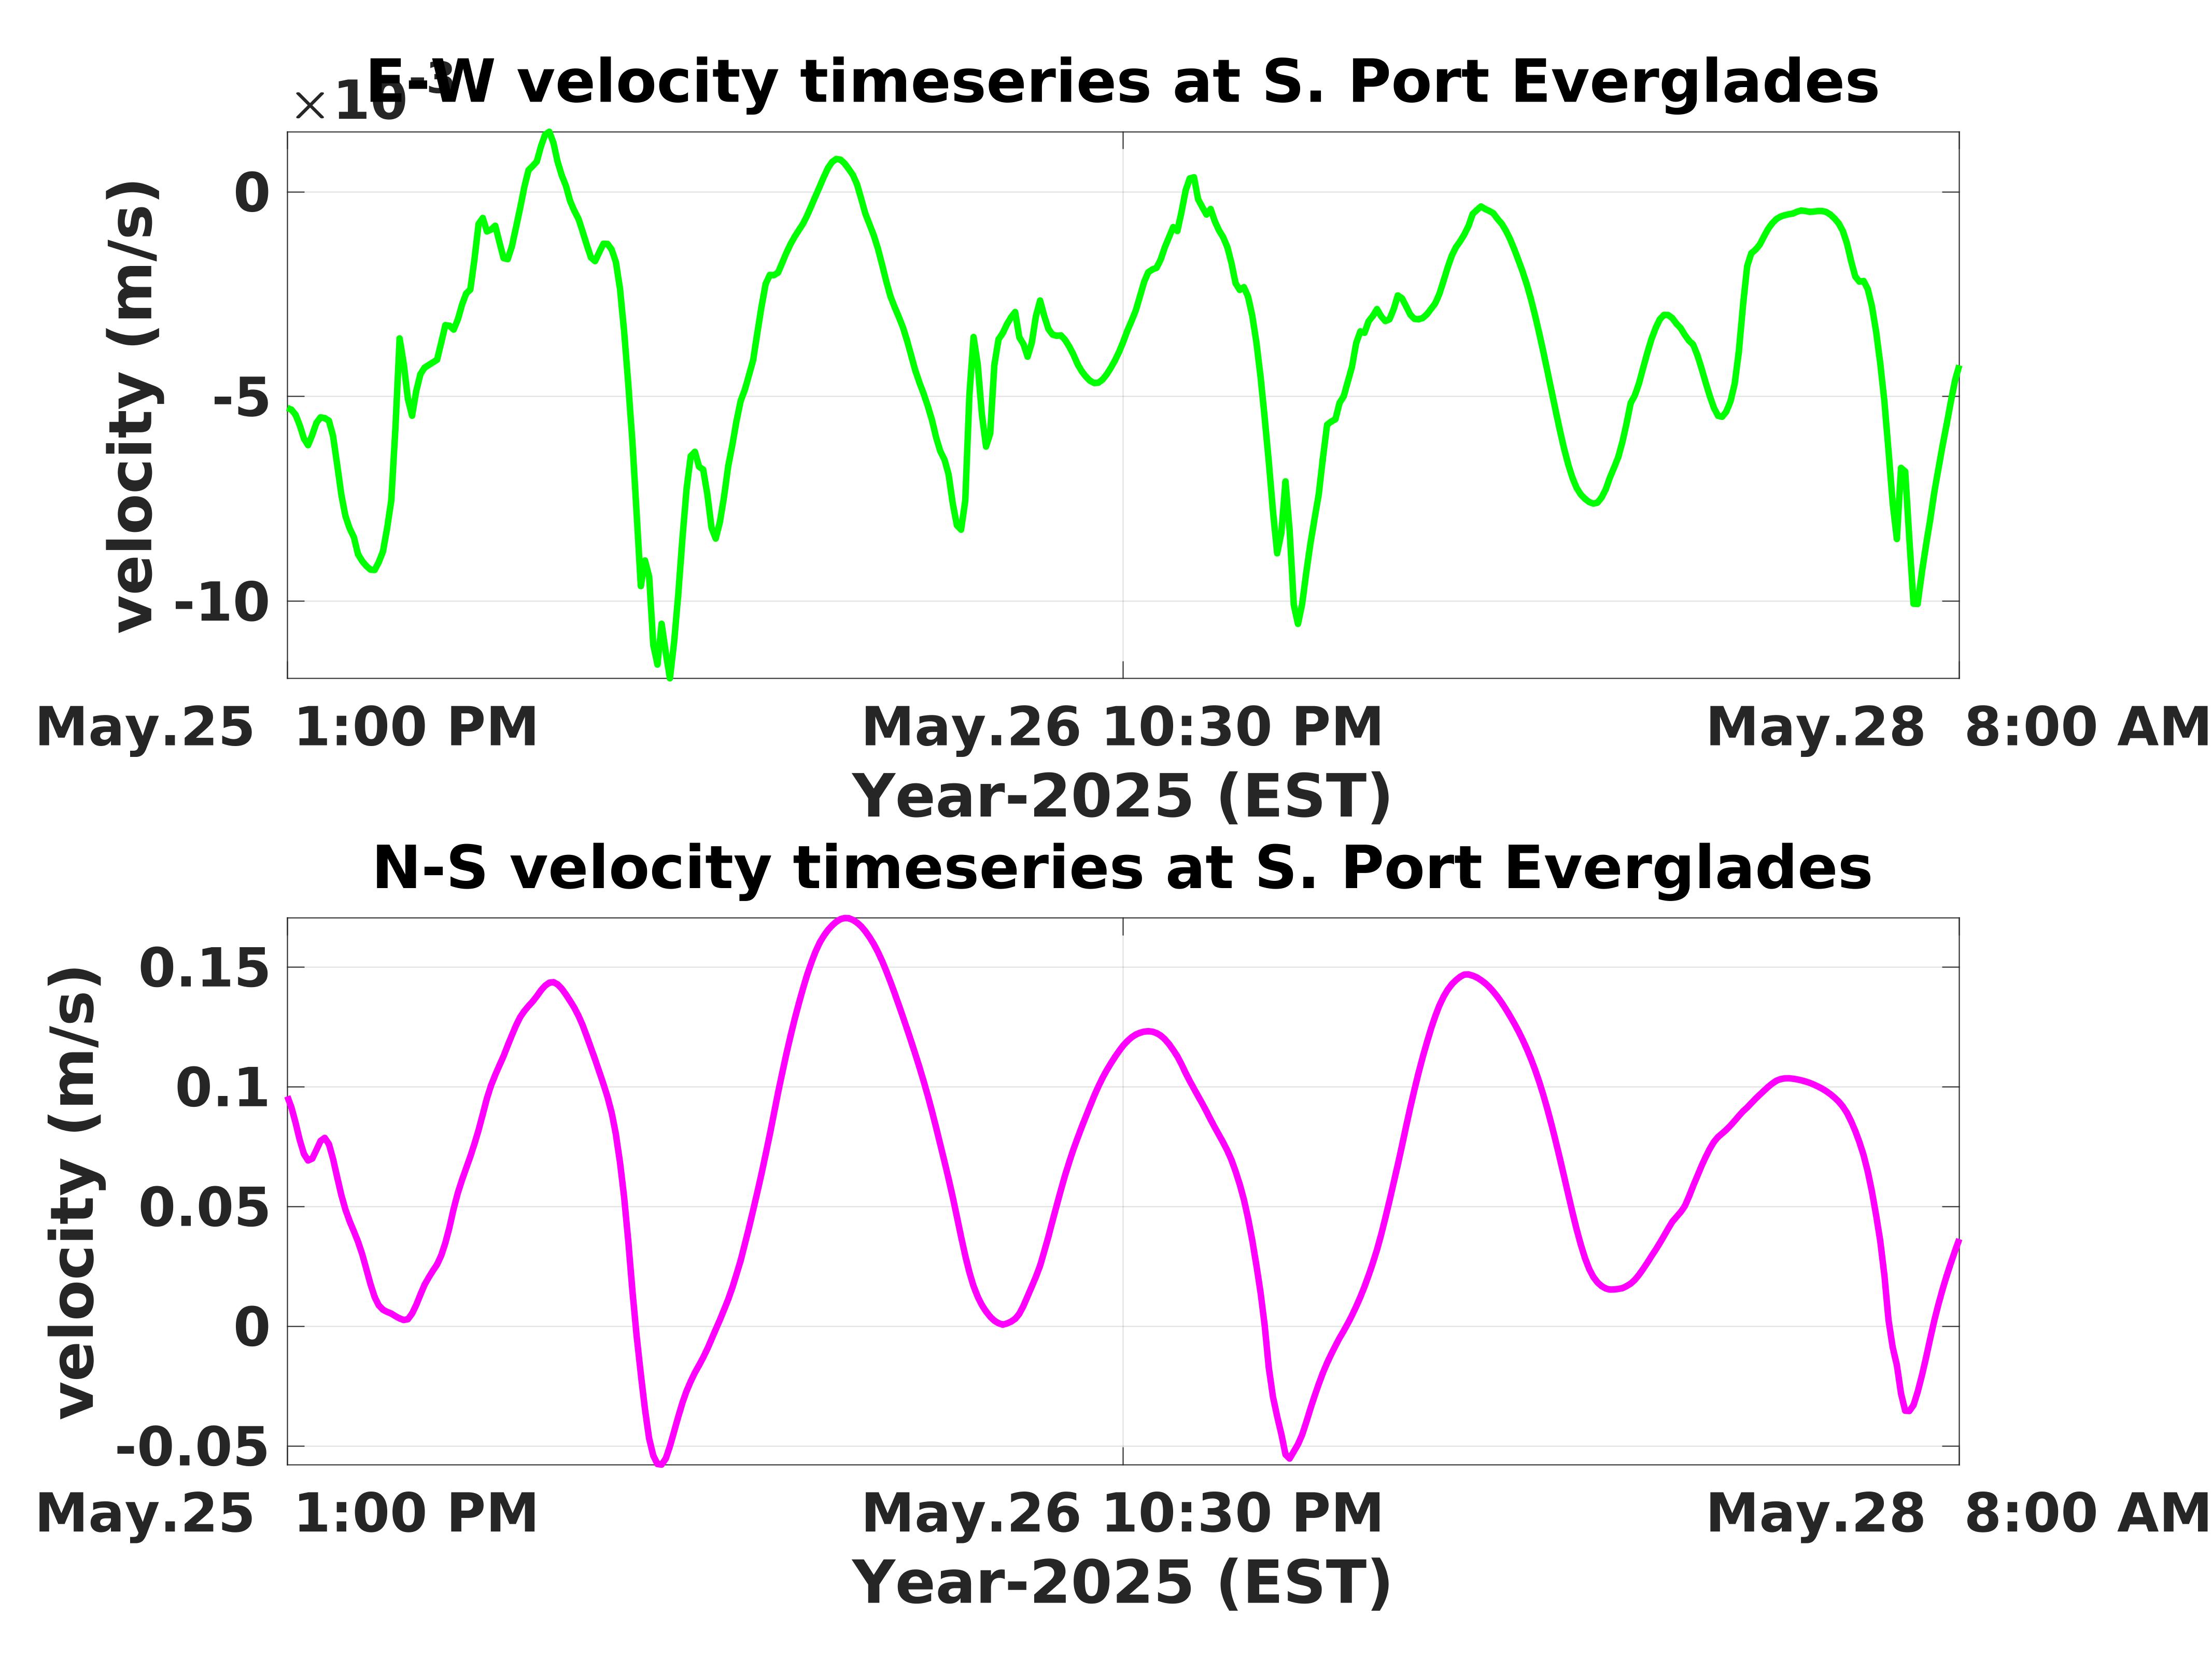 E-W velocity timeseries at S. Port Everglades
×10-3
velocity (m/s)
0
-5
-10
May.25 1:00 PM
May.26 10:30 PM
May.28 8:00 AM
Year-2025 (EST)
N-S velocity timeseries at S. Port Everglades
velocity (m/s)
0.15
0.1
0.05
0
-0.05
May.25 1:00 PM
May.26 10:30 PM
May.28 8:00 AM
Year-2025 (EST)